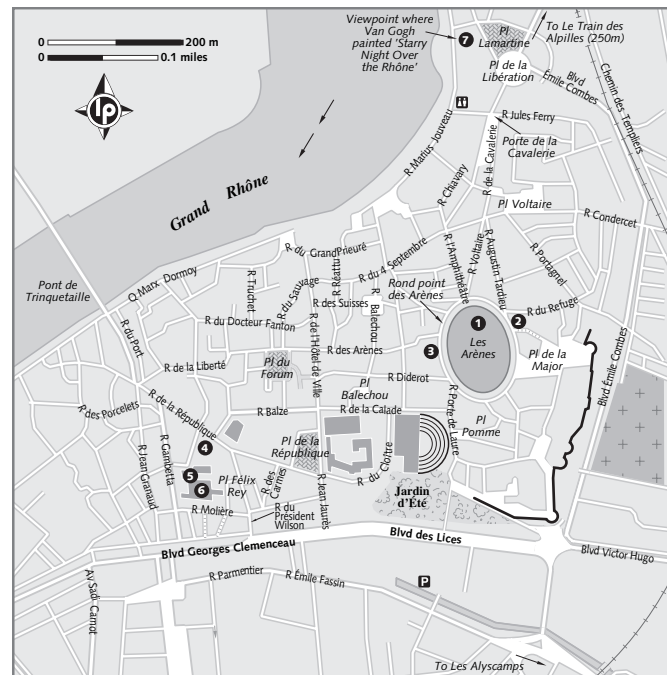 0
200 m
0
0.1 miles
lp
Viewpoint where
Van Gogh
painted 'Starry
Night Over
the Rhône'
7
Pl
Lamartine
To Le Train des
Alpilles (250m)
Pl de la
Libération
Blvd
Émile Combes
Chemin des Templiers
R Jules Ferry
Porte de la
Cavalerie
R Marius Jouveau
R de la Cavalerie
R Chiavary
Grand Rhône
Pl Voltaire
R Condercet
R du Grand Prieuré
R du 4 Septembre
R Voltaire
R l'Amphithéâtre
R Augustin Tardieu
R Portagnel
Pont de
Trinquetaille
Q Marx Dormoy
R Truchet
R du Sauvage
R Réattu
Rond point
des Arènes
R du Refuge
R des Suisses
R Balechou
R du Port
R du Docteur Fanton
R de l'Hôtel de Ville
1
2
Les
Arènes
3
Pl de la
Major
R des Arènes
R de la Liberté
Pl du
Forum
Pl
Balechou
R Diderot
Blvd Émile Combes
R des Porcelets
R de la République
R Balze
R de la Calade
R Porte de Laure
Pl
Pomme
4
Pl de la
République
R Gambetta
R Jean Granaud
5
6
Pl Félix
Rey
R des Carmes
R du Cloître
R Jean Jaurès
Jardin
d'Été
R Molière
R du
Président
Wilson
Blvd des Lices
Blvd Georges Clemenceau
Blvd Victor Hugo
Av Sadi Carnot
R Parmentier
R Émile Fassin
P
To Les Alyscamps